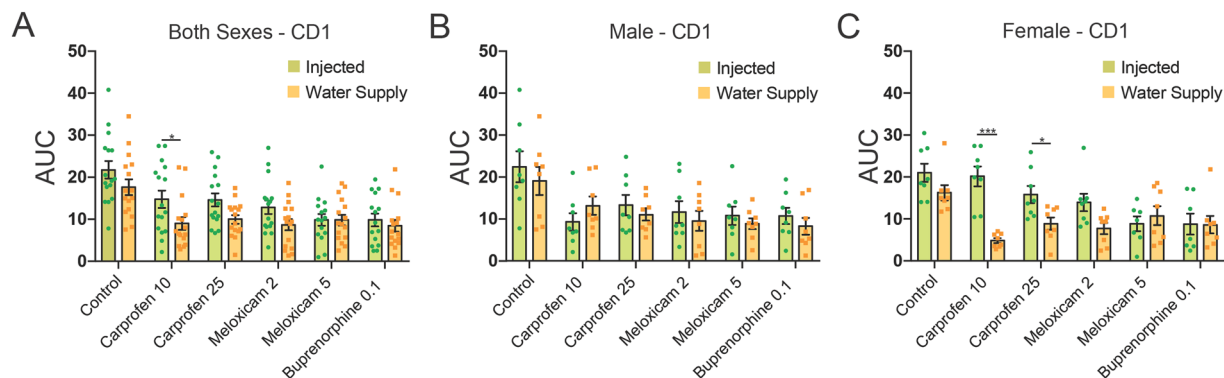 A
Both Sexes - CD1
AUC
50
40
30
20
10
0
Injected
Water Supply
*
Control
Carprofen 10
Carprofen 25
Meloxicam 2
Meloxicam 5
Buprenorphine 0.1
B
Male - CD1
AUC
50
40
30
20
10
0
Injected
Water Supply
Control
Carprofen 10
Carprofen 25
Meloxicam 2
Meloxicam 5
Buprenorphine 0.1
C
Female - CD1
AUC
50
40
30
20
10
0
Injected
Water Supply
***
*
Control
Carprofen 10
Carprofen 25
Meloxicam 2
Meloxicam 5
Buprenorphine 0.1